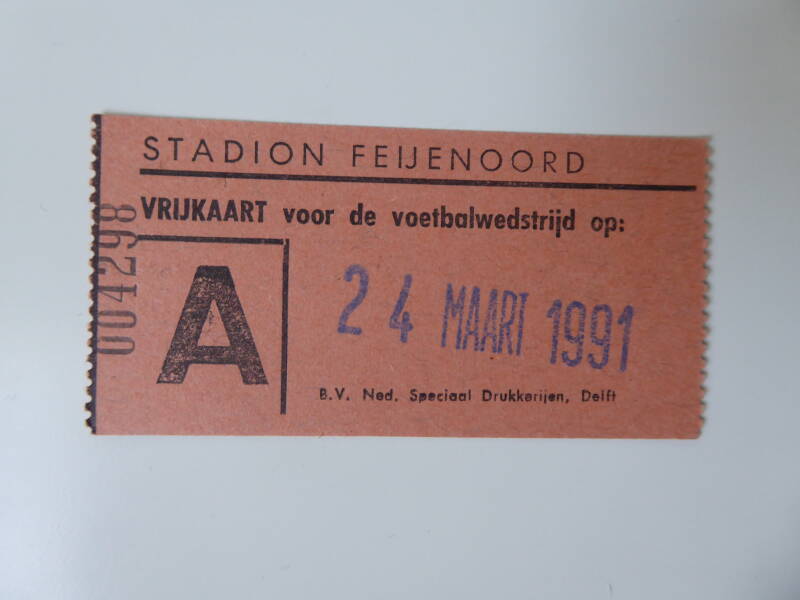 STADION FEIJENOORD
VRIJKAART voor de voetbalwedstrijd op:
A
24 MAART 1991
B.V. Ned. Speciaal Drukkerijen, Delft
004298